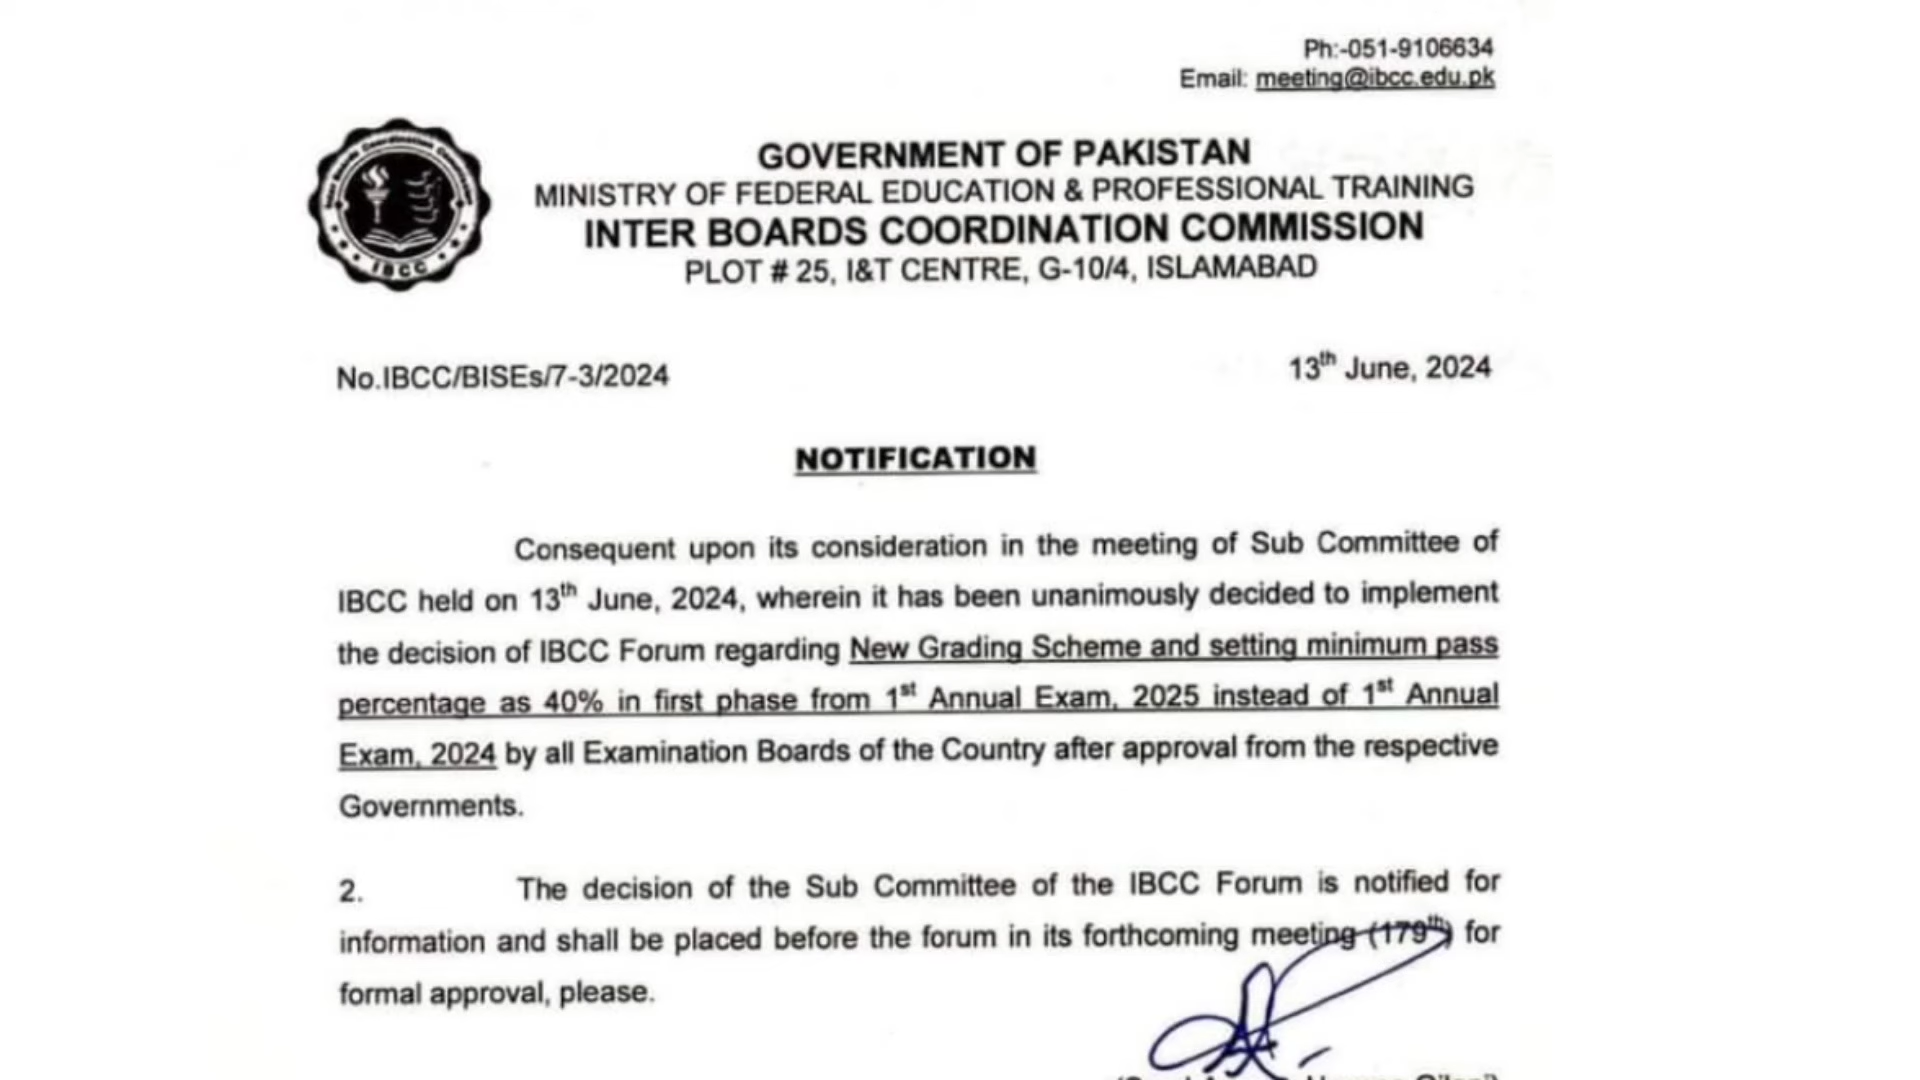 Ph:-051-9106634
Email: meeting@ibcc.edu.pk
GOVERNMENT OF PAKISTAN
MINISTRY OF FEDERAL EDUCATION & PROFESSIONAL TRAINING
INTER BOARDS COORDINATION COMMISSION
PLOT # 25, I&T CENTRE, G-10/4, ISLAMABAD
IBCC
No.IBCC/BISEs/7-3/2024
13th June, 2024
NOTIFICATION
Consequent upon its consideration in the meeting of Sub Committee of
IBCC held on 13th June, 2024, wherein it has been unanimously decided to implement
the decision of IBCC Forum regarding New Grading Scheme and setting minimum pass
percentage as 40% in first phase from 1st Annual Exam, 2025 instead of 1st Annual
Exam, 2024 by all Examination Boards of the Country after approval from the respective
Governments.
2. The decision of the Sub Committee of the IBCC Forum is notified for
information and shall be placed before the forum in its forthcoming meeting (179th) for
formal approval, please.